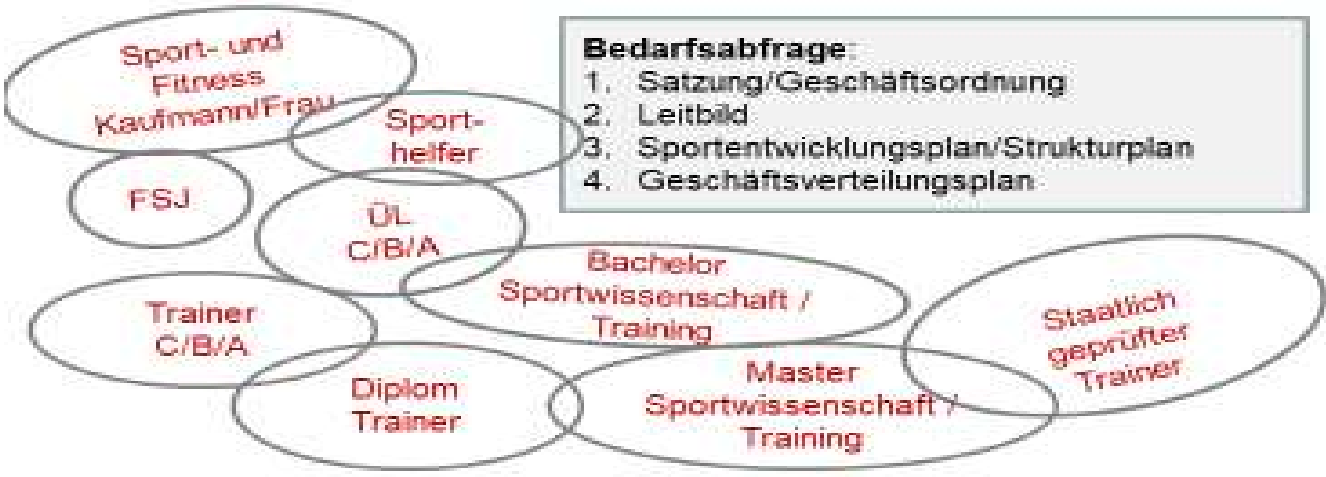 Sport- und
Fitness
Kaufmann/Frau
Sport-
helfer
Bedarfsabfrage:
1. Satzung/Geschäftsordnung
2. Leitbild
3. Sportentwicklungsplan/Strukturplan
4. Geschäftsverteilungsplan
FSJ
ÜL
C/B/A
Bachelor
Sportwissenschaft /
Training
Staatlich
geprüfter
Trainer
Trainer
C/B/A
Diplom
Trainer
Master
Sportwissenschaft /
Training